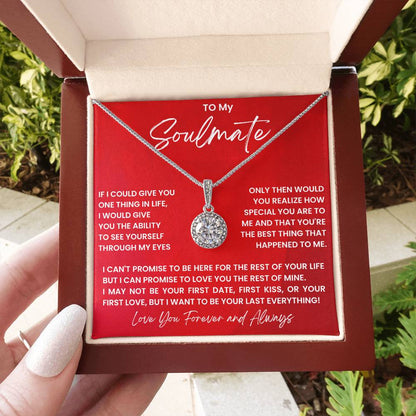 TO My
Soulmate
IF I COULD GIVE YOU
ONE THING IN LIFE,
I WOULD GIVE
YOU THE ABILITY
TO SEE YOURSELF
THROUGH MY EYES
ONLY THEN WOULD
YOU REALIZE HOW
SPECIAL YOU ARE TO
ME AND THAT YOU'RE
THE BEST THING THAT
HAPPENED TO ME.
I CAN'T PROMISE TO BE HERE FOR THE REST OF YOUR LIFE
BUT I CAN PROMISE TO LOVE YOU THE REST OF MINE.
I MAY NOT BE YOUR FIRST DATE, FIRST KISS, OR YOUR
FIRST LOVE, BUT I WANT TO BE YOUR LAST EVERYTHING!
Love You Forever and Always